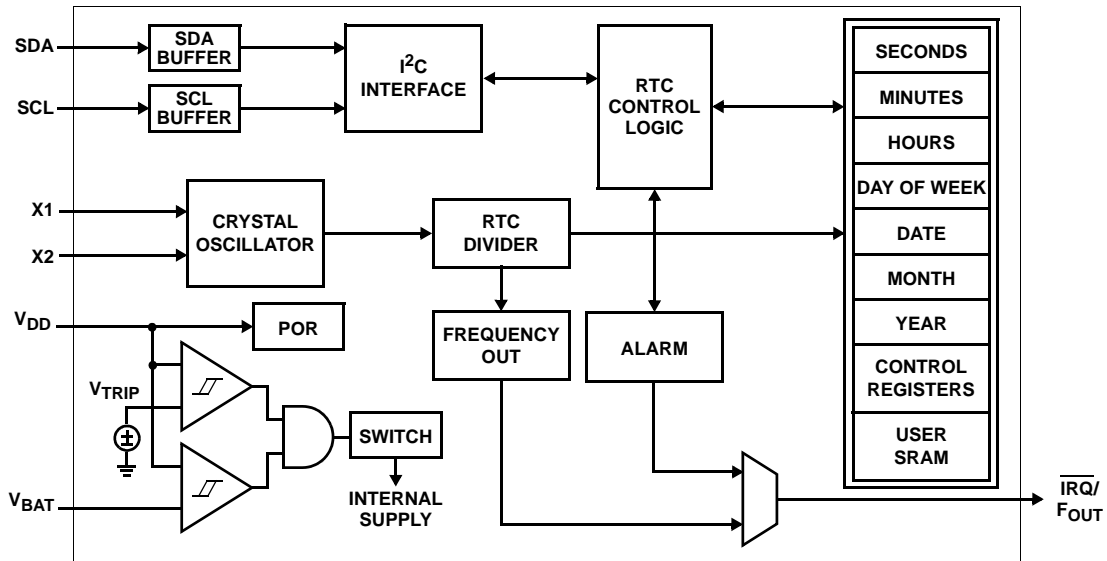 SDA
SDA
BUFFER
SCL
SCL
BUFFER
I²C
INTERFACE
RTC
CONTROL
LOGIC
SECONDS
MINUTES
HOURS
DAY OF WEEK
DATE
MONTH
YEAR
CONTROL
REGISTERS
USER
SRAM
X1
X2
CRYSTAL
OSCILLATOR
RTC
DIVIDER
FREQUENCY
OUT
ALARM
VDD
POR
VTRIP
±
VBAT
SWITCH
INTERNAL
SUPPLY
IRQ/
FOUT